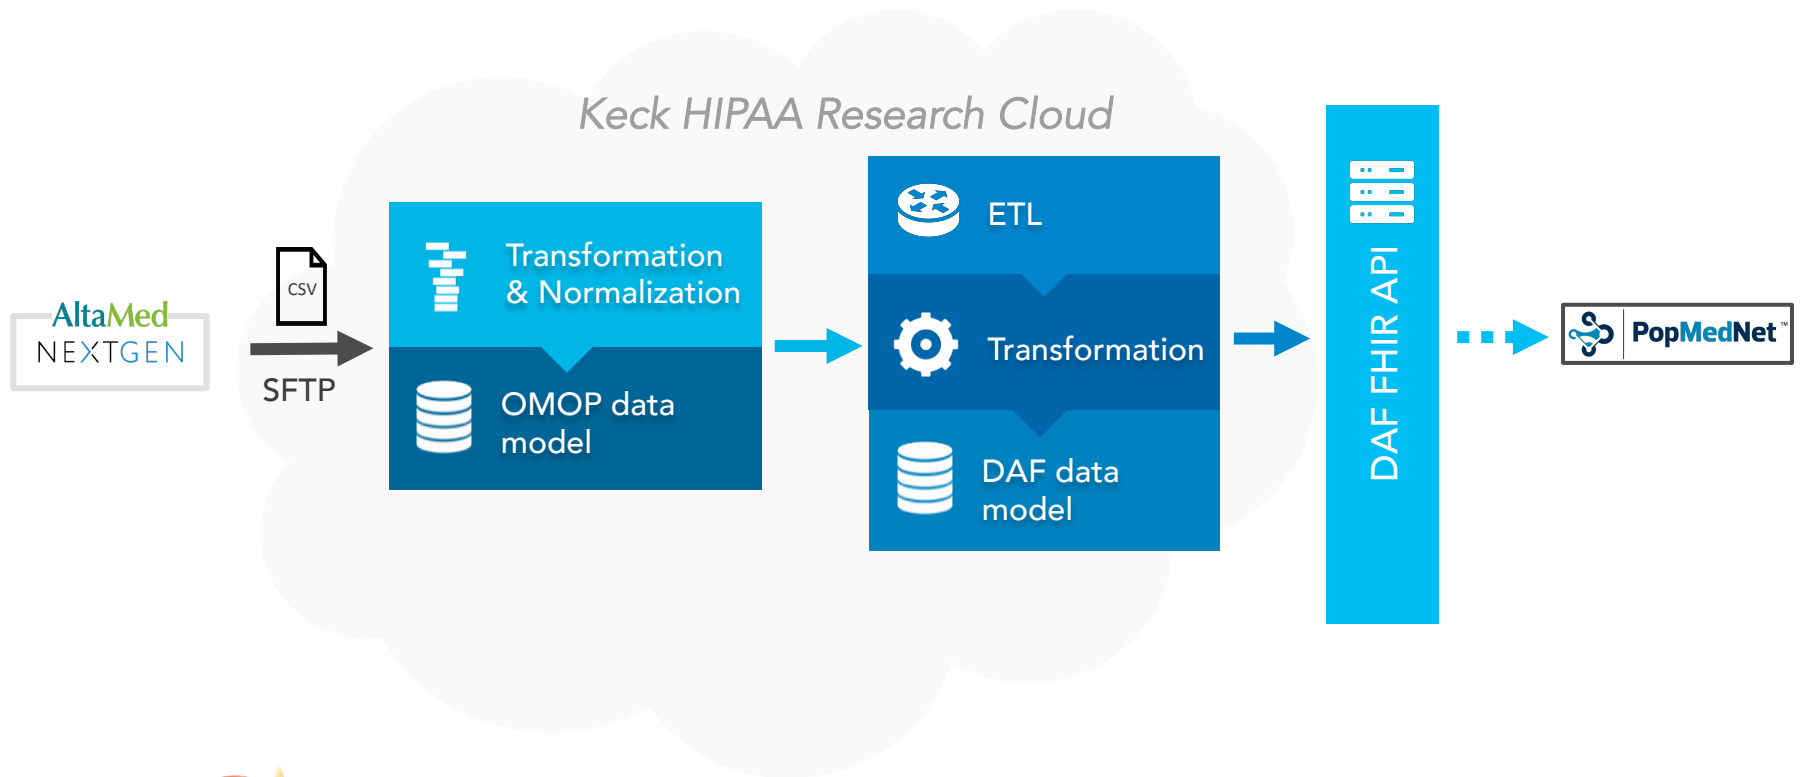 Keck HIPAA Research Cloud
AltaMed
NEXTGEN
CSV
SFTP
Transformation
& Normalization
OMOP data
model
ETL
Transformation
DAF data
model
DAF FHIR API
PopMedNet™